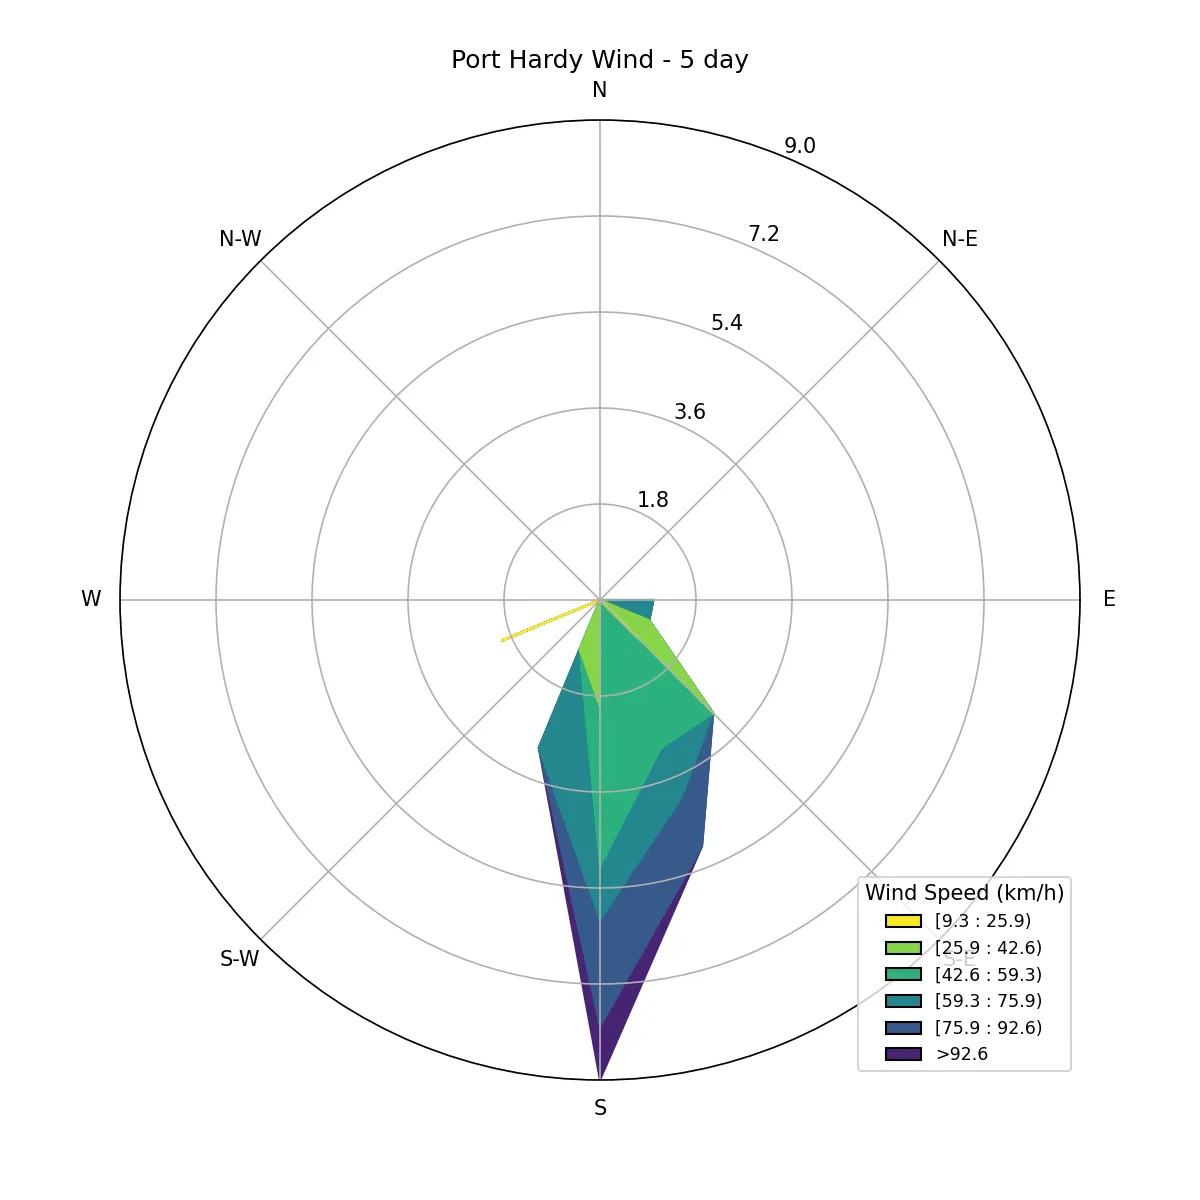 Port Hardy Wind - 5 day
N
9.0
N-W
7.2
N-E
5.4
3.6
1.8
W
E
Wind Speed (km/h)
[9.3 : 25.9)
[25.9 : 42.6)
S-W
S-E
[42.6 : 59.3)
[59.3 : 75.9)
[75.9 : 92.6)
>92.6
S